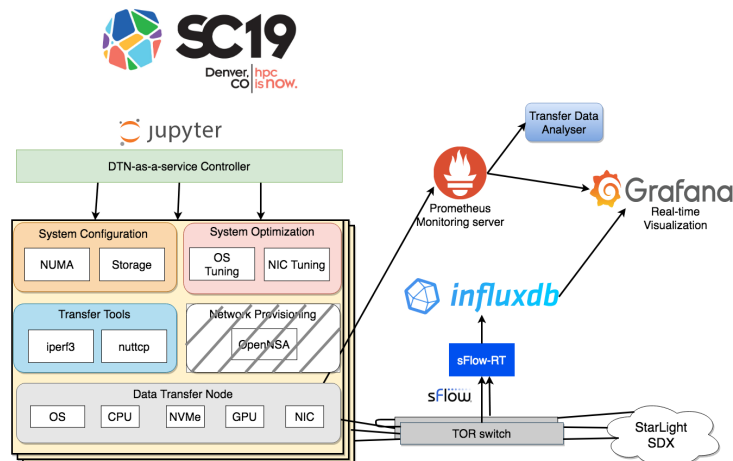 SC19
Denver, CO
hpc is now.
jupyter
DTN-as-a-service Controller
System Configuration
NUMA
Storage
System Optimization
OS
Tuning
NIC Tuning
Transfer Tools
iperf3
nuttcp
Network Provisioning
OpenNSA
Data Transfer Node
OS
CPU
NVMe
GPU
NIC
Transfer Data
Analyser
Prometheus
Monitoring server
Grafana
Real-time
Visualization
influxdb
sFlow-RT
sFlow
TOR switch
StarLight
SDX